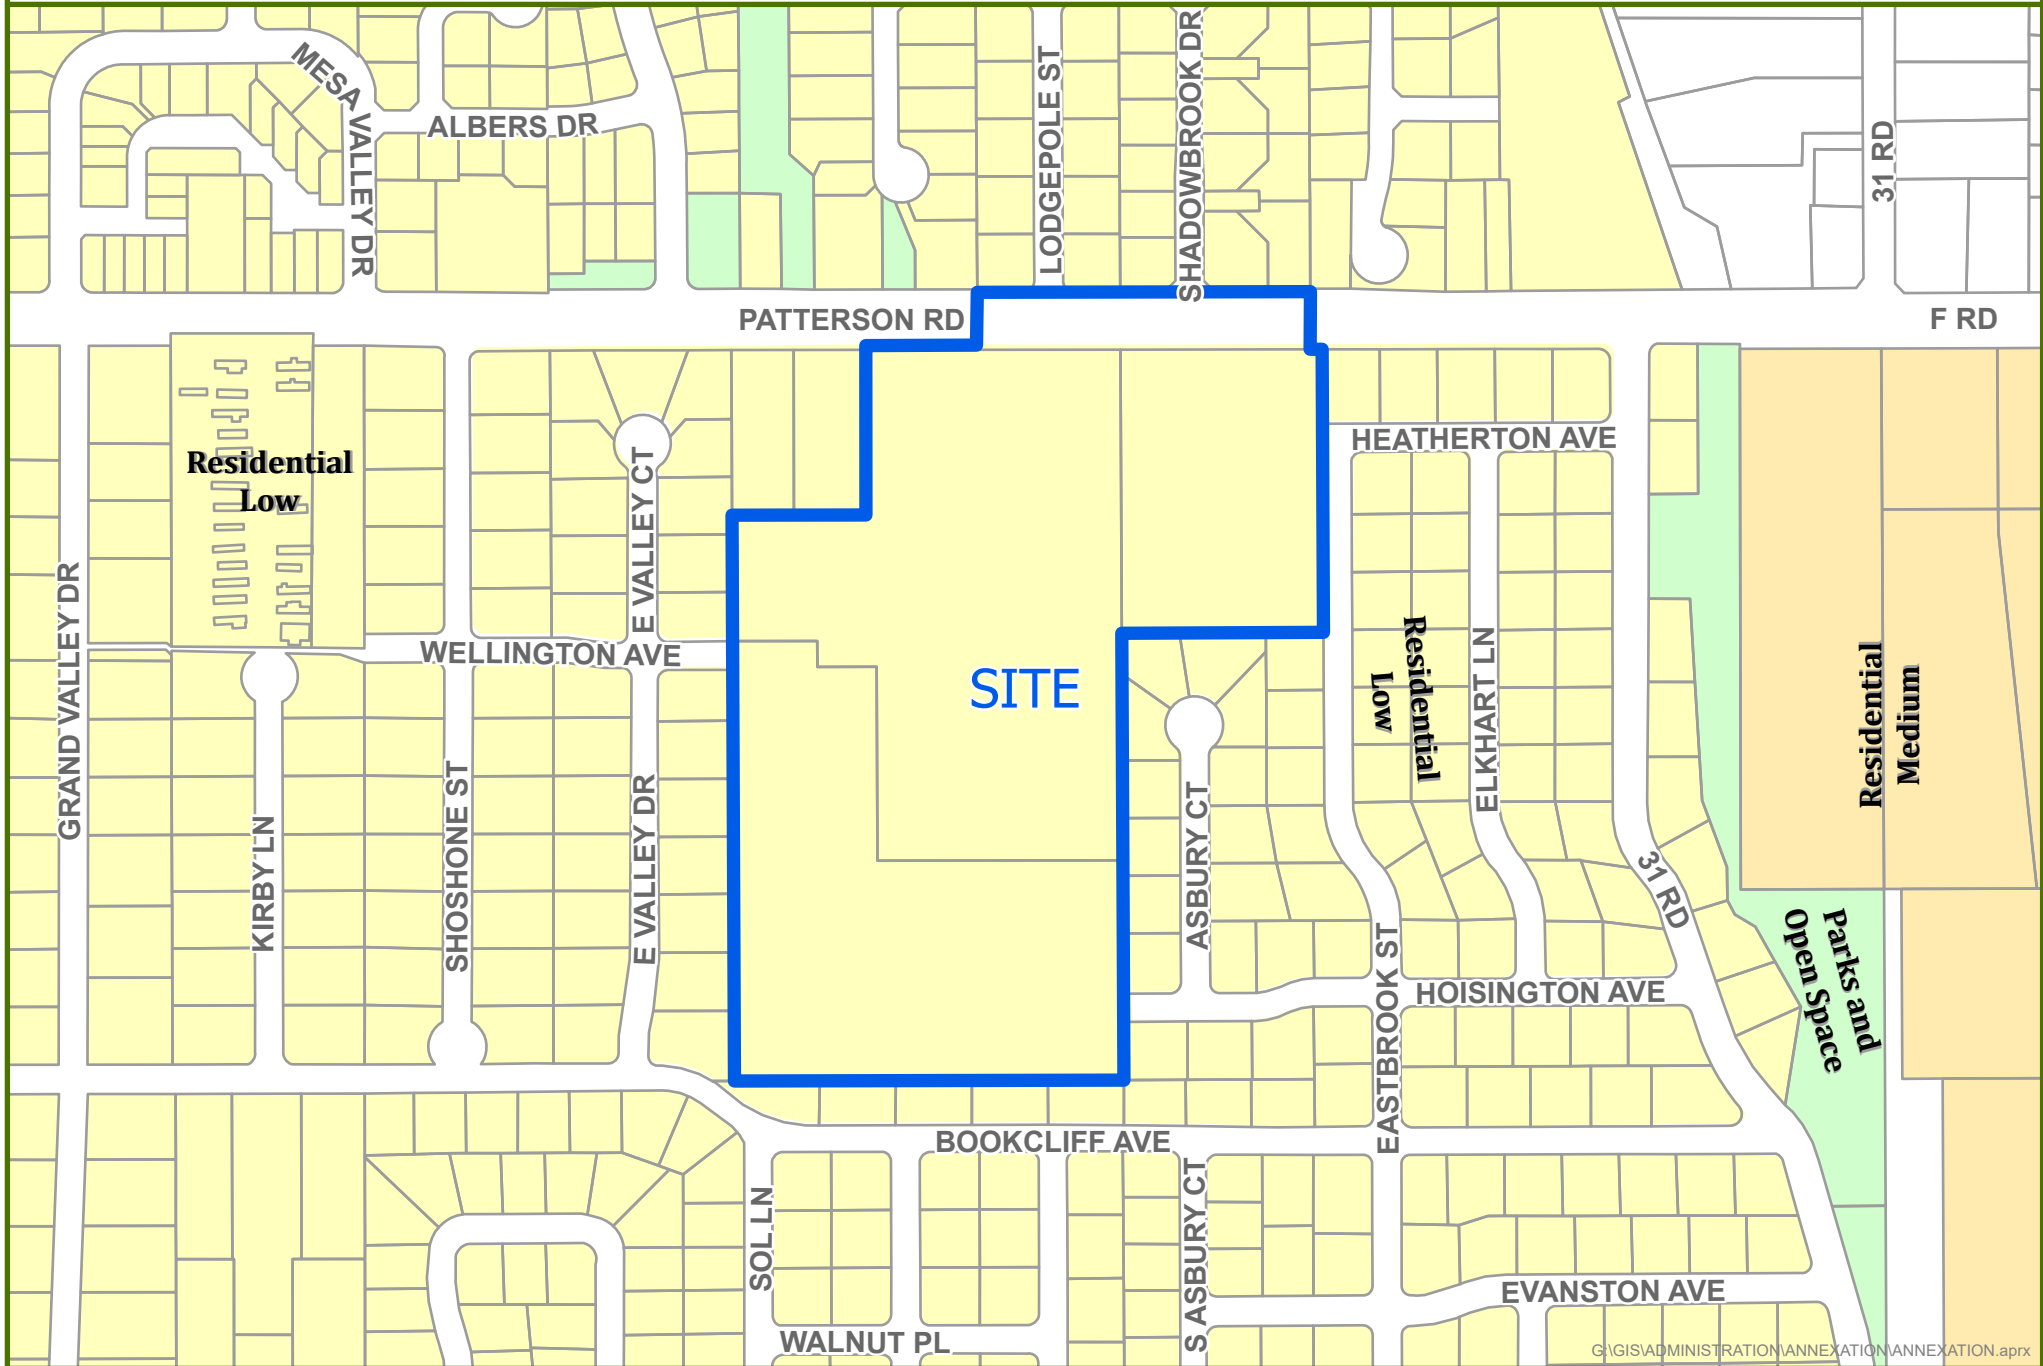 MESA VALLEY DR
ALBERS DR
LODGEPOLE ST
SHADOWBROOK DR
31 RD
PATTERSON RD
F RD
HEATHERTON AVE
Residential
Low
E VALLEY CT
GRAND VALLEY DR
WELLINGTON AVE
SITE
Residential
Low
ELKHART LN
Residential
Medium
KIRBY LN
SHOSHONE ST
E VALLEY DR
ASBURY CT
31 RD
EASTBROOK ST
HOISINGTON AVE
Parks and
Open Space
BOOKCLIFF AVE
SOL LN
S ASBURY CT
EVANSTON AVE
WALNUT PL
G:\GIS\ADMINISTRATION\ANNEXATION\ANNEXATION.aprx